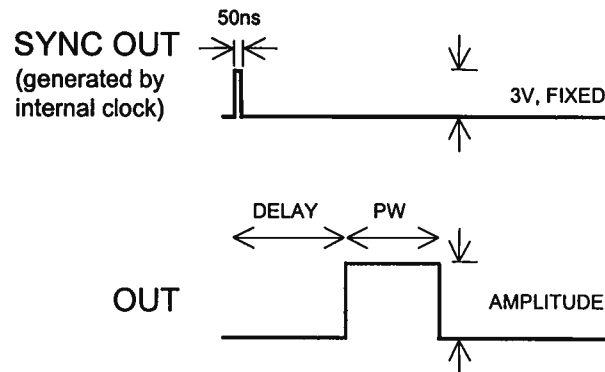 50ns
SYNC OUT
(generated by
internal clock)
3V, FIXED
DELAY
PW
OUT
AMPLITUDE